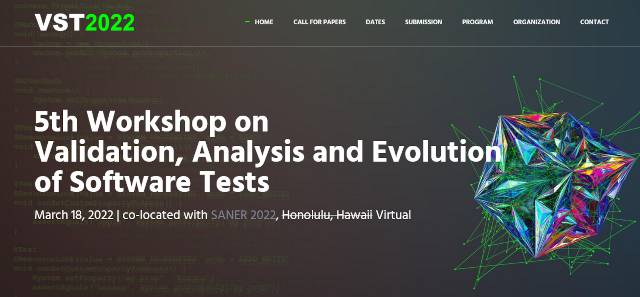 VST2022
HOME CALL FOR PAPERS DATES SUBMISSION PROGRAM ORGANIZATION CONTACT
5th Workshop on
Validation, Analysis and Evolution
of Software Tests
March 18, 2022 | co-located with SANER 2022, Honolulu, Hawaii Virtual